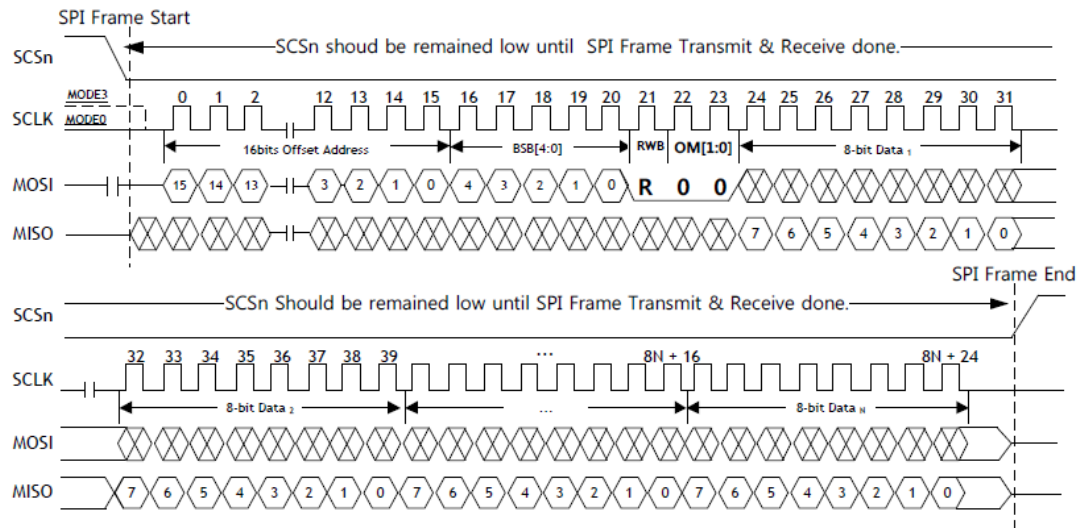 SPI Frame Start
SCSn shoud be remained low until SPI Frame Transmit & Receive done.
SCSn
MODE3 0 1 2 12 13 14 15 16 17 18 19 20 21 22 23 24 25 26 27 28 29 30 31
SCLK MODE0
16bits Offset Address BSB[4:0] RWB OM[1:0] 8-bit Data 1
MOSI 15 14 13 3 2 1 0 4 3 2 1 0 R 0 0
MISO 7 6 5 4 3 2 1 0
SPI Frame End
SCSn Should be remained low until SPI Frame Transmit & Receive done.
SCSn
32 33 34 35 36 37 38 39 ... 8N + 16 8N + 24
SCLK
8-bit Data 2 ... 8-bit Data N
MOSI
MISO 7 6 5 4 3 2 1 0 7 6 5 4 3 2 1 0 7 6 5 4 3 2 1 0